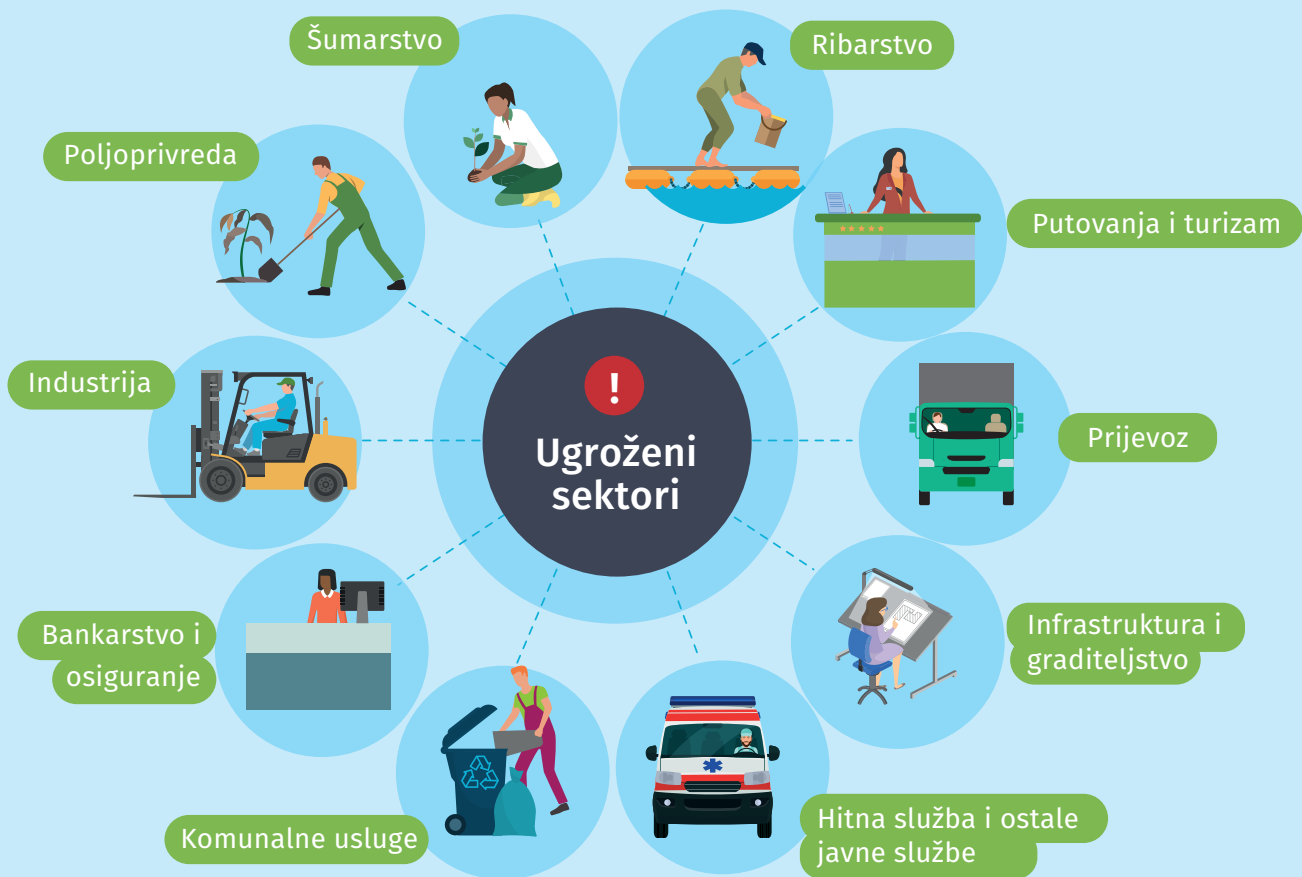 Šumarstvo
Ribarstvo
Poljoprivreda
Putovanja i turizam
Industrija
!
Ugroženi
sektori
Prijevoz
Bankarstvo i
osiguranje
Infrastruktura i
graditeljstvo
Komunalne usluge
Hitna služba i ostale
javne službe